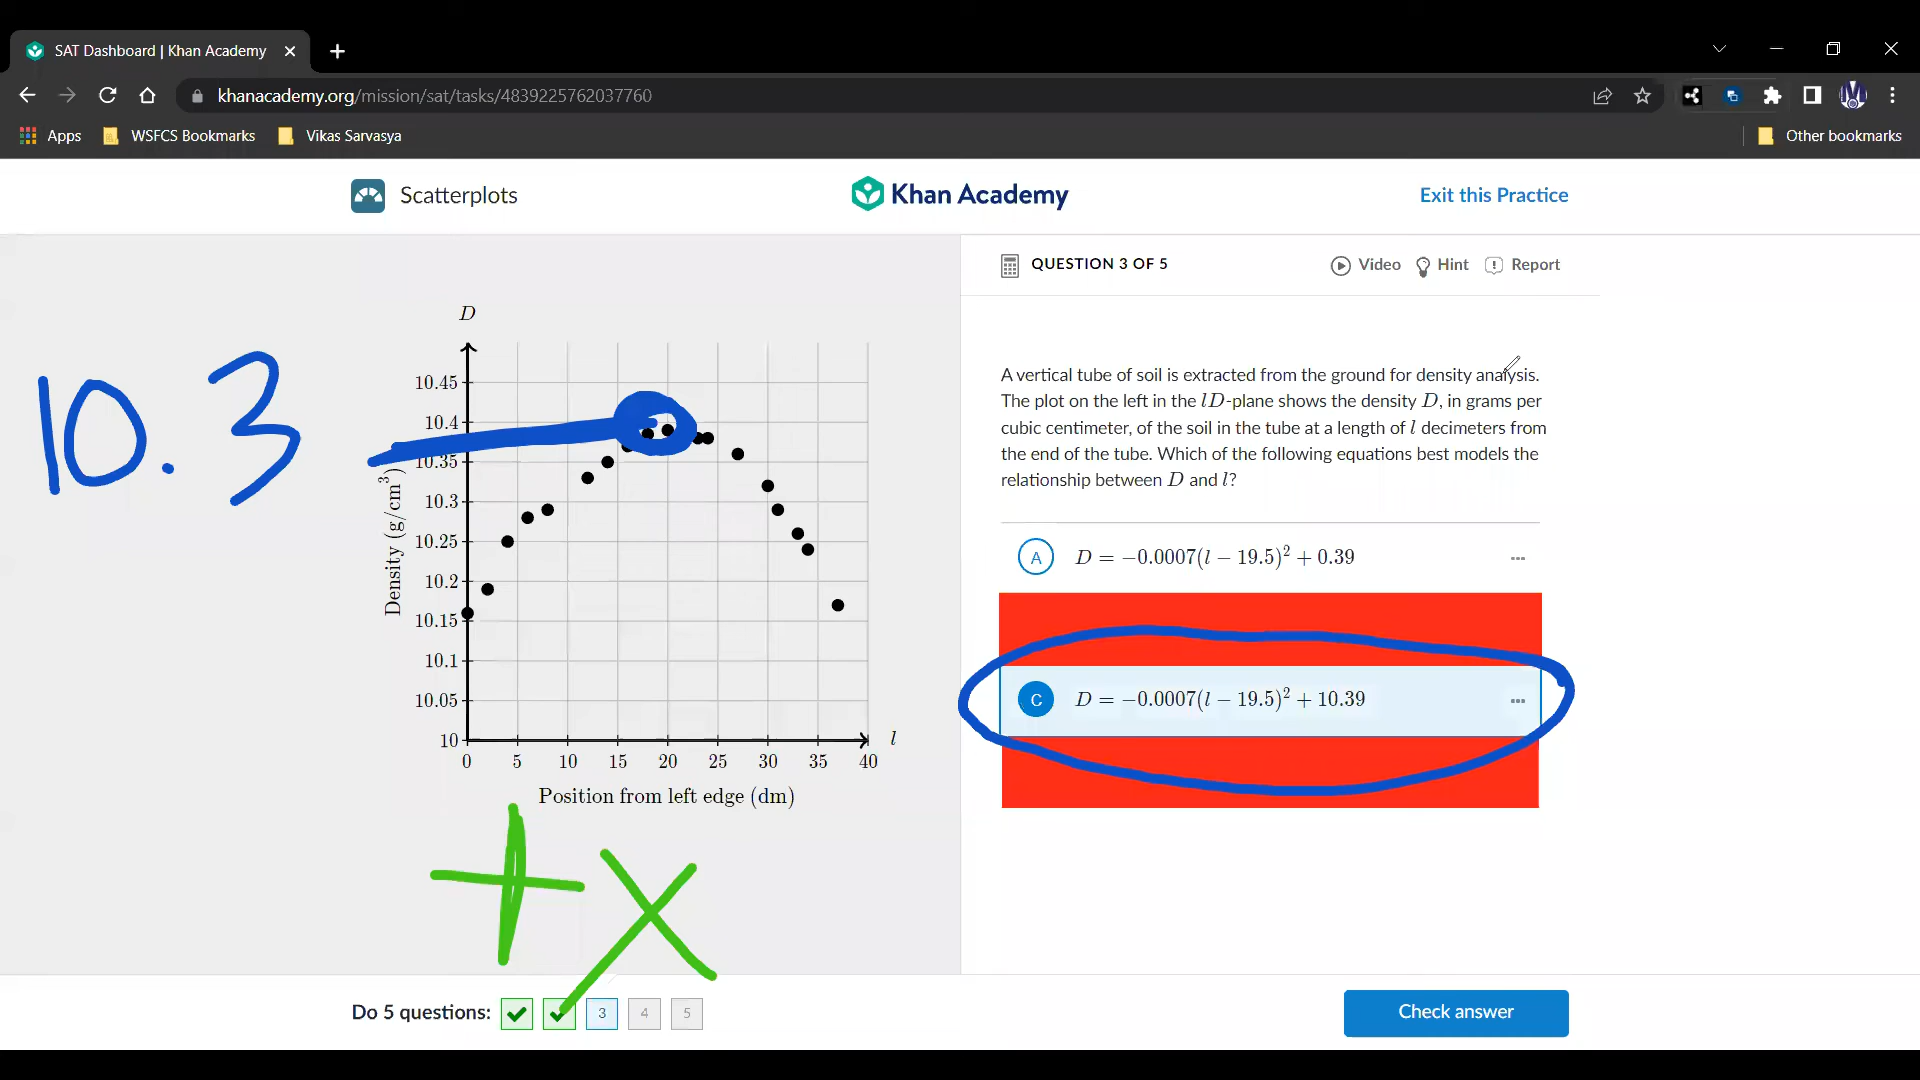 SAT Dashboard | Khan Academy
khanacademy.org/mission/sat/tasks/4839225762037760
Apps
WSFCS Bookmarks
Vikas Sarvasya
Other bookmarks
Scatterplots
Khan Academy
Exit this Practice
10.3
D
10.45
10.4
10.35
10.3
10.25
10.2
10.15
10.1
10.05
10
Density (g/cm³)
0 5 10 15 20 25 30 35 40
l
Position from left edge (dm)
+x
QUESTION 3 OF 5
Video
Hint
Report
A vertical tube of soil is extracted from the ground for density analysis.
The plot on the left in the lD-plane shows the density D, in grams per
cubic centimeter, of the soil in the tube at a length of l decimeters from
the end of the tube. Which of the following equations best models the
relationship between D and l?
A D = −0.0007(l − 19.5)² + 0.39
C D = −0.0007(l − 19.5)² + 10.39
Do 5 questions: 3 4 5
Check answer